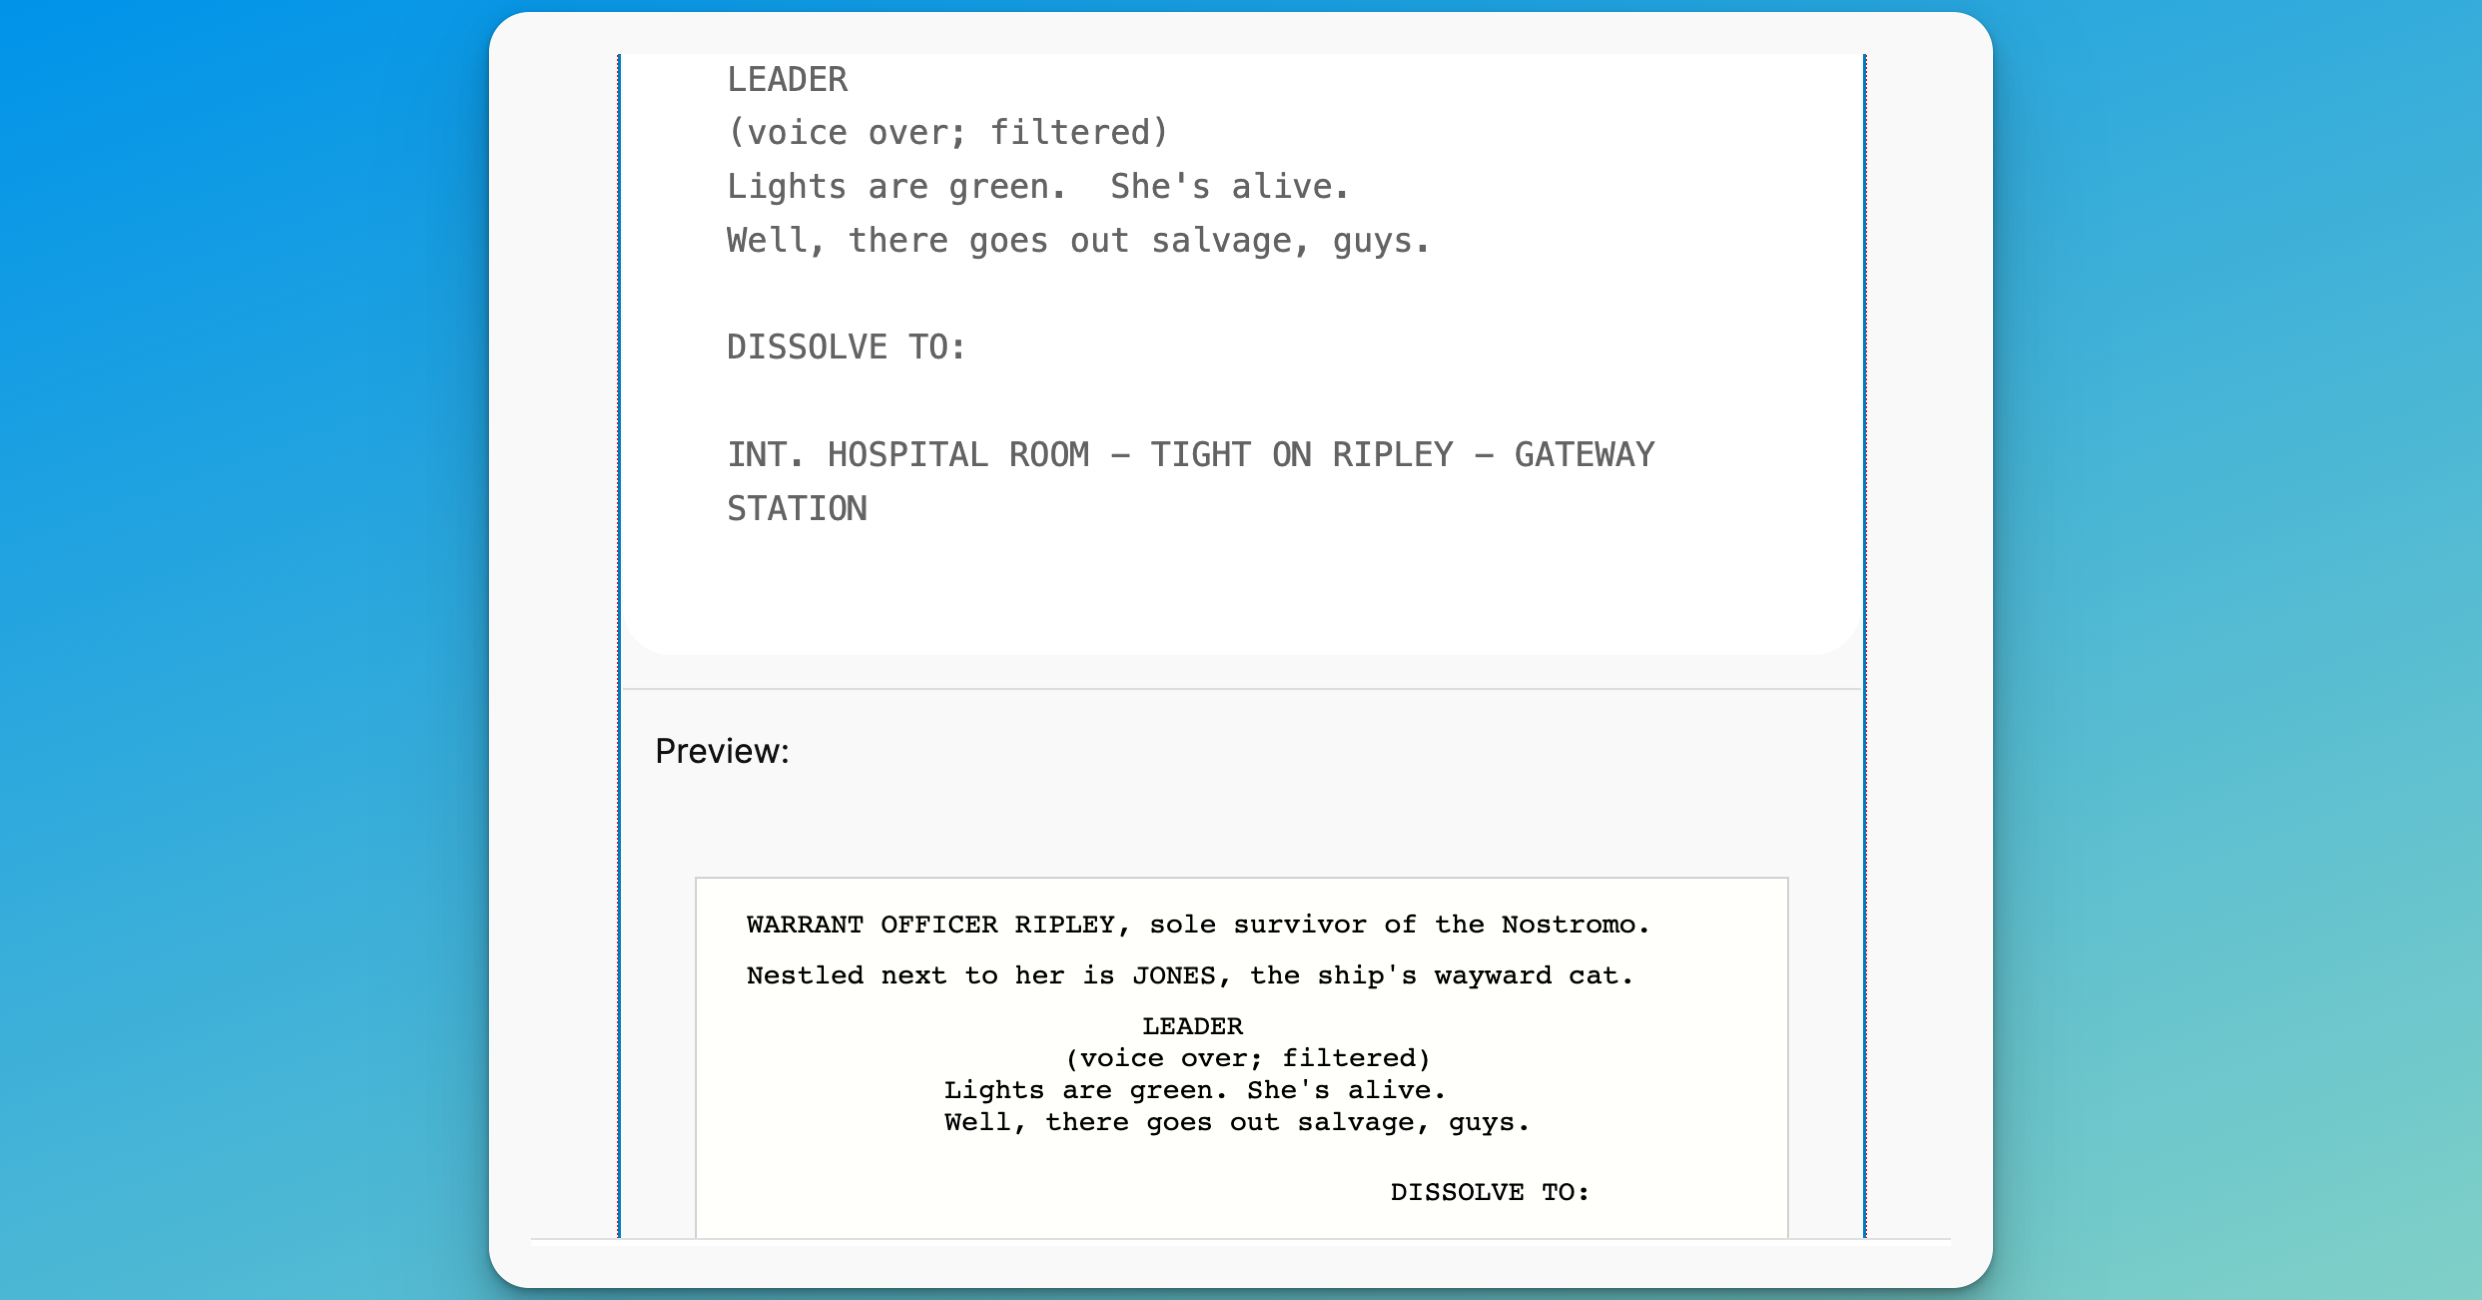 LEADER
(voice over; filtered)
Lights are green.  She's alive.
Well, there goes out salvage, guys.
DISSOLVE TO:
INT. HOSPITAL ROOM – TIGHT ON RIPLEY – GATEWAY
STATION
Preview:
WARRANT OFFICER RIPLEY, sole survivor of the Nostromo.
Nestled next to her is JONES, the ship's wayward cat.
LEADER
(voice over; filtered)
Lights are green. She's alive.
Well, there goes out salvage, guys.
DISSOLVE TO: